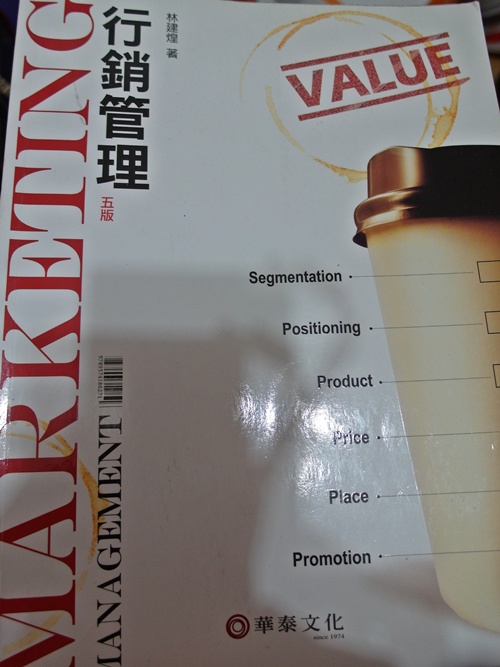 MARKETING
MANAGEMENT
行銷管理
五版
林建煌 著
VALUE
Segmentation
Positioning
Product
Price
Place
Promotion
華泰文化
since 1974